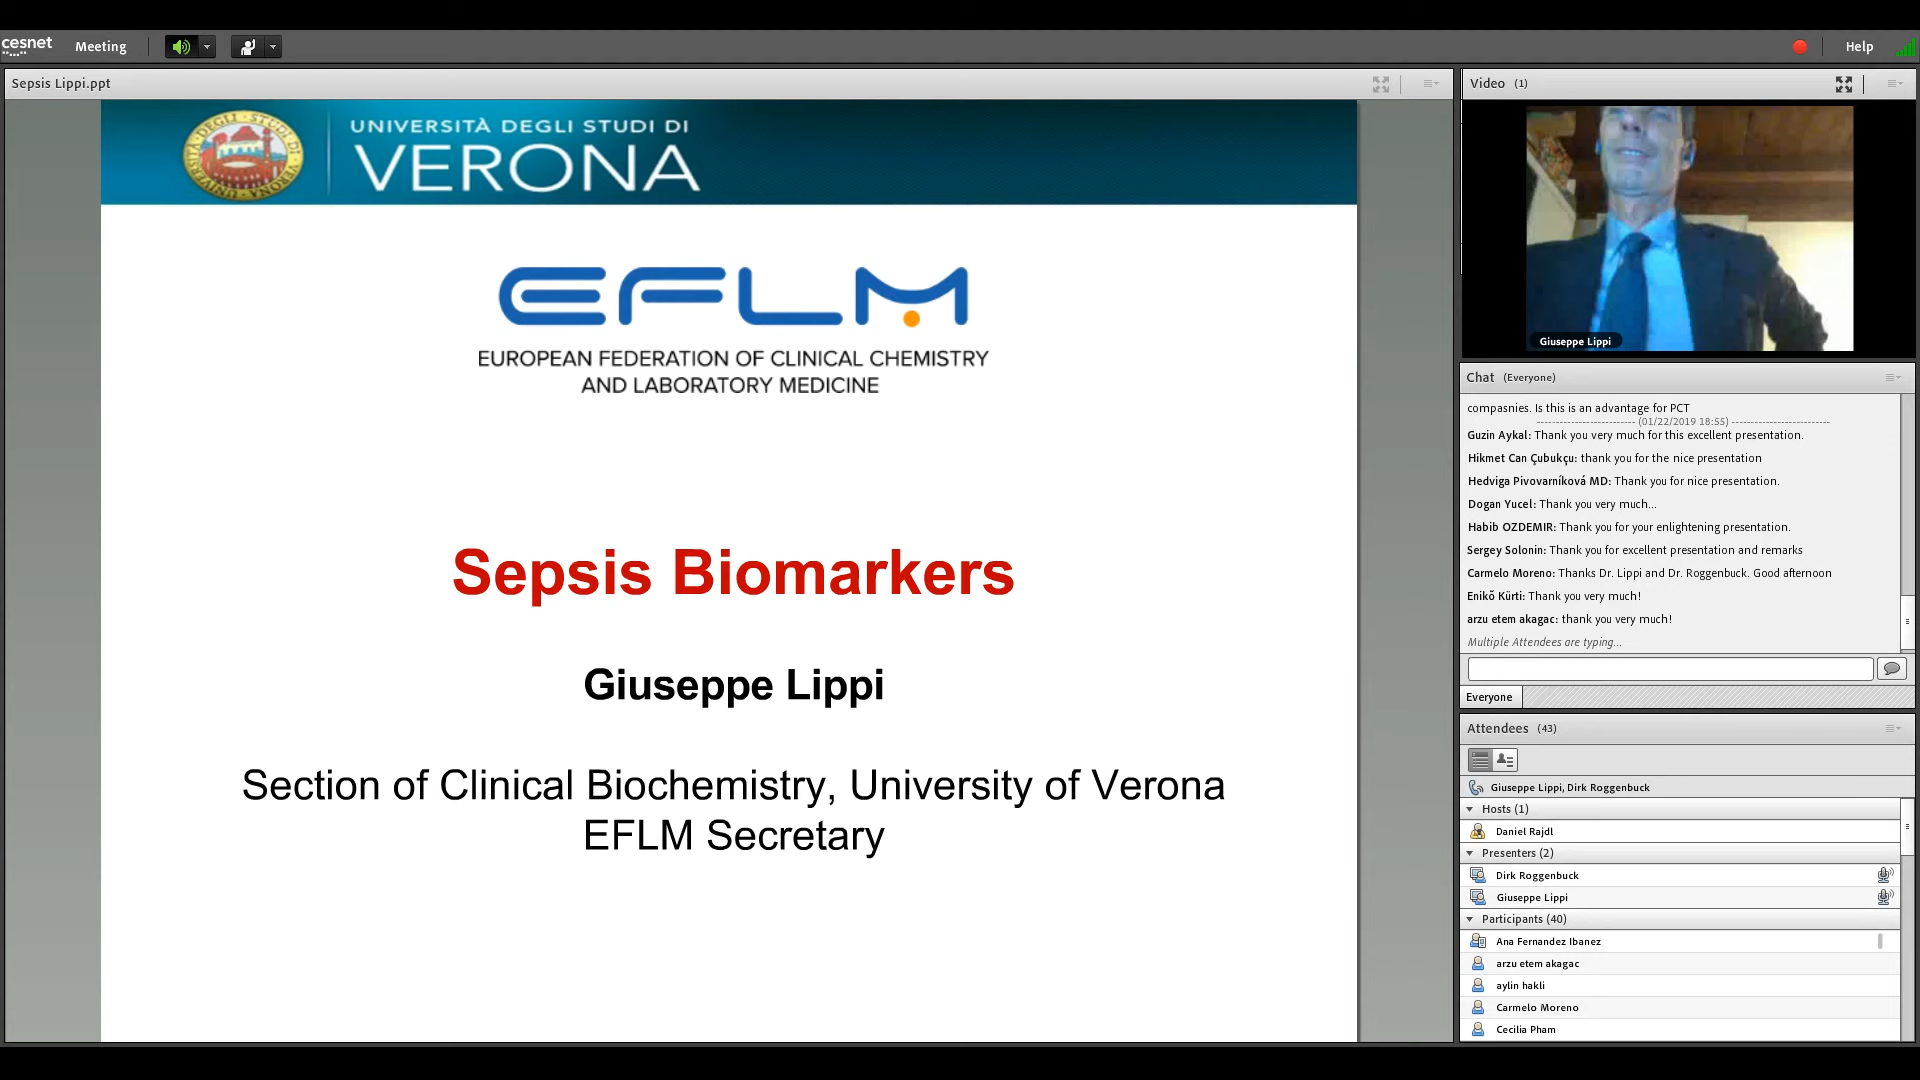 cesnet
Meeting
Help
Sepsis Lippi.ppt
UNIVERSITÀ DEGLI STUDI DI
VERONA
EFLM
EUROPEAN FEDERATION OF CLINICAL CHEMISTRY
AND LABORATORY MEDICINE
Sepsis Biomarkers
Giuseppe Lippi
Section of Clinical Biochemistry, University of Verona
EFLM Secretary
Video (1)
Giuseppe Lippi
Chat (Everyone)
compasnies. Is this is an advantage for PCT
------------------------- (01/22/2019 18:55) -------------------------
Guzin Aykal: Thank you very much for this excellent presentation.
Hikmet Can Çubukçu: thank you for the nice presentation
Hedviga Pivovarníková MD: Thank you for nice presentation.
Dogan Yucel: Thank you very much...
Habib OZDEMIR: Thank you for your enlightening presentation.
Sergey Solonin: Thank you for excellent presentation and remarks
Carmelo Moreno: Thanks Dr. Lippi and Dr. Roggenbuck. Good afternoon
Enikő Kürti: Thank you very much!
arzu etem akagac: thank you very much!
Multiple Attendees are typing...
Everyone
Attendees (43)
Giuseppe Lippi, Dirk Roggenbuck
Hosts (1)
Daniel Rajdl
Presenters (2)
Dirk Roggenbuck
Giuseppe Lippi
Participants (40)
Ana Fernandez Ibanez
arzu etem akagac
aylin hakli
Carmelo Moreno
Cecilia Pham